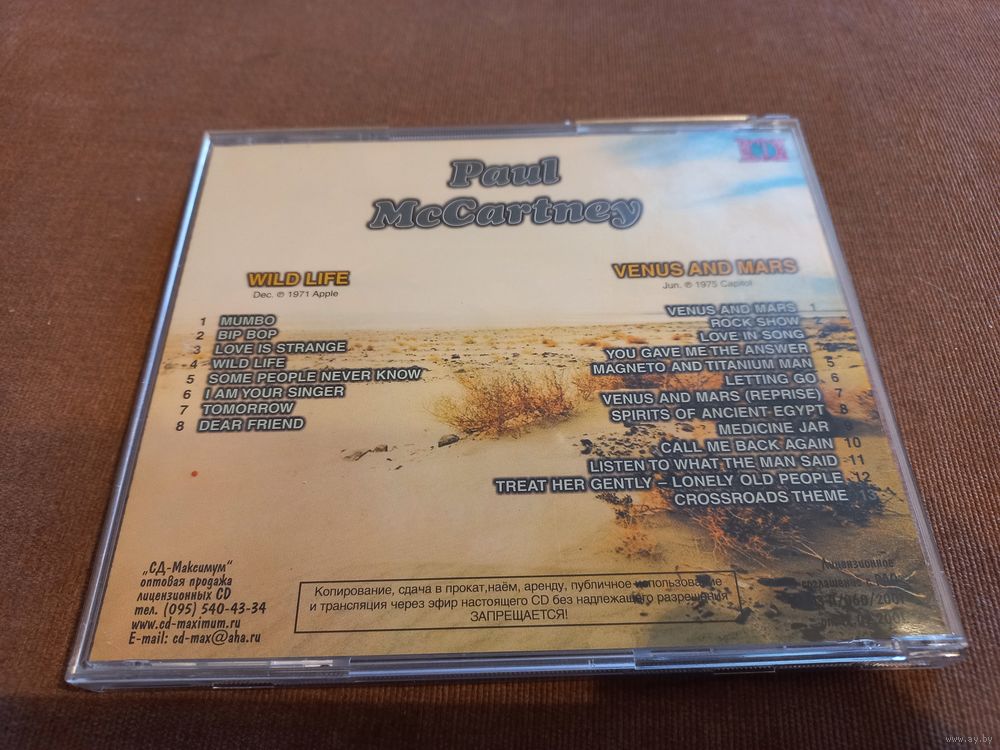 Paul
McCartney
WILD LIFE
Dec. ℗ 1971 Apple
1 MUMBO
2 BIP BOP
3 LOVE IS STRANGE
4 WILD LIFE
5 SOME PEOPLE NEVER KNOW
6 I AM YOUR SINGER
7 TOMORROW
8 DEAR FRIEND
VENUS AND MARS
Jun. ℗ 1975 Capitol
VENUS AND MARS 1
ROCK SHOW 2
LOVE IN SONG
YOU GAVE ME THE ANSWER
MAGNETO AND TITANIUM MAN 5
LETTING GO 6
VENUS AND MARS (REPRISE) 7
SPIRITS OF ANCIENT EGYPT 8
MEDICINE JAR 9
CALL ME BACK AGAIN 10
LISTEN TO WHAT THE MAN SAID 11
TREAT HER GENTLY – LONELY OLD PEOPLE 12
CROSSROADS THEME 13
„СД-Максимум“
оптовая продажа
лицензионных CD
тел. (095) 540-43-34
www.cd-maximum.ru
E-mail: cd-max@aha.ru
Копирование, сдача в прокат,наём, аренду, публичное использование
и трансляция через эфир настоящего CD без надлежащего разрешения
ЗАПРЕЩАЕТСЯ!
Лицензионное
соглашение с
www.ay.by